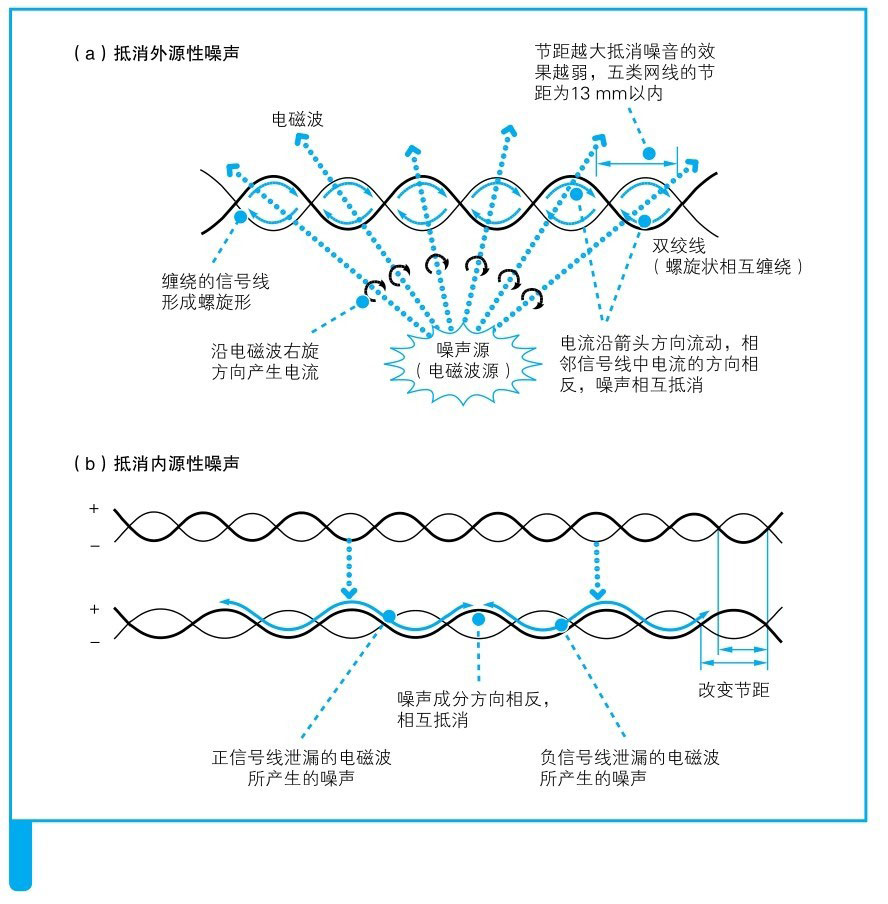 （a）抵消外源性噪声
节距越大抵消噪音的效
果越弱，五类网线的节
距为13 mm以内
电磁波
缠绕的信号线
形成螺旋形
双绞线
（螺旋状相互缠绕）
沿电磁波右旋
方向产生电流
噪声源
（电磁波源）
电流沿箭头方向流动，相
邻信号线中电流的方向相
反，噪声相互抵消
（b）抵消内源性噪声
+
−
+
−
改变节距
噪声成分方向相反，
相互抵消
正信号线泄漏的电磁波
所产生的噪声
负信号线泄漏的电磁波
所产生的噪声